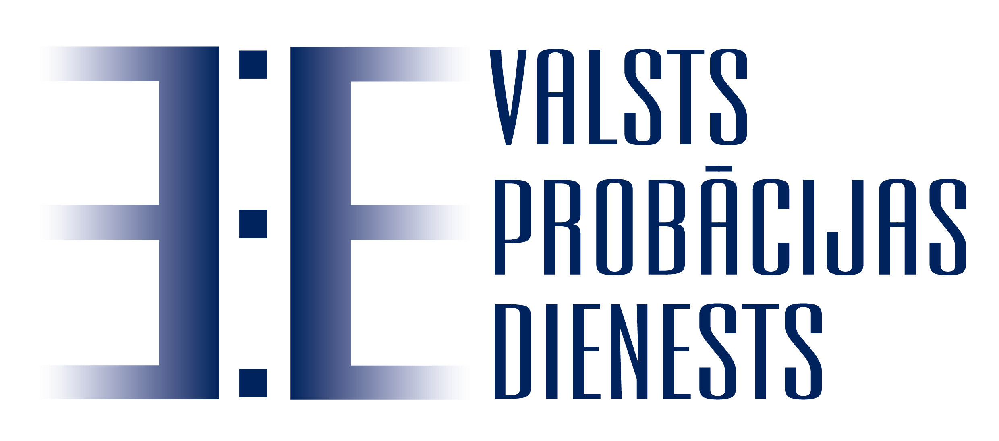 VALSTS
PROBĀCIJAS
DIENESTS